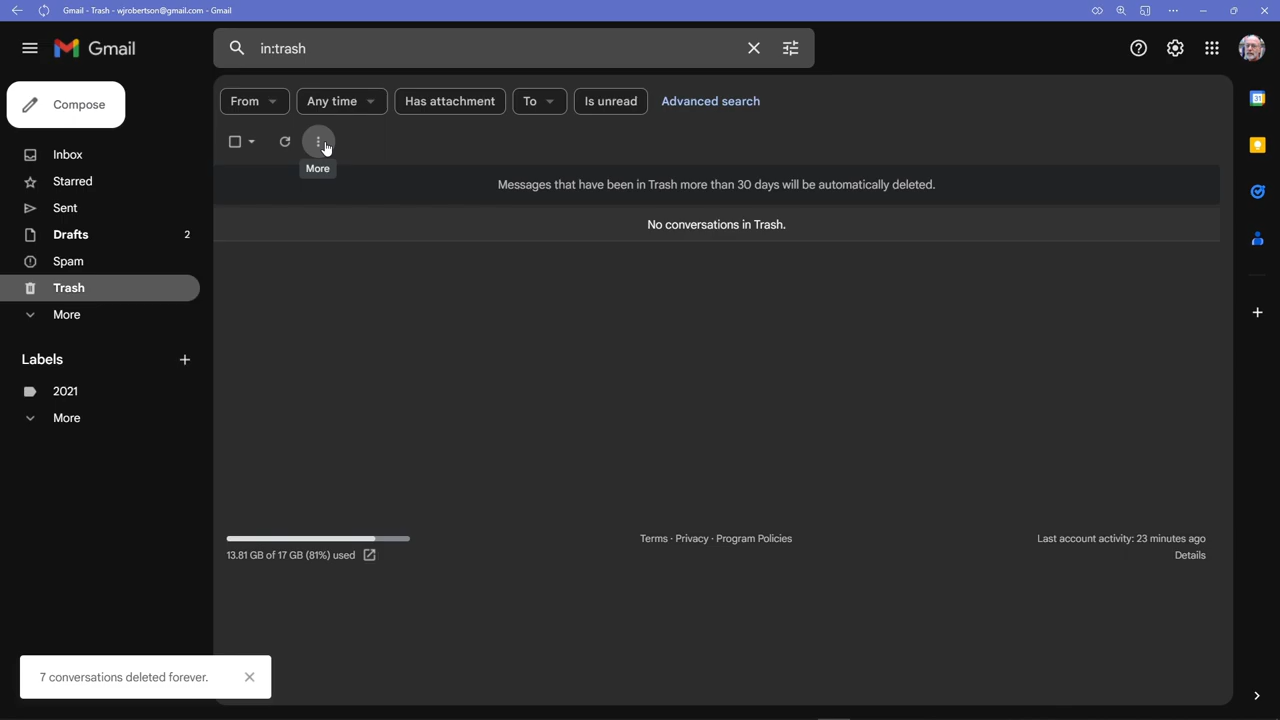 Gmail - Trash - wjrobertson@gmail.com - Gmail
Gmail
in:trash
Compose
From
Any time
Has attachment
To
Is unread
Advanced search
More
Inbox
Starred
Sent
Drafts 2
Spam
Trash
More
Labels
2021
More
Messages that have been in Trash more than 30 days will be automatically deleted.
No conversations in Trash.
13.81 GB of 17 GB (81%) used
Terms · Privacy · Program Policies
Last account activity: 23 minutes ago
Details
31
7 conversations deleted forever.